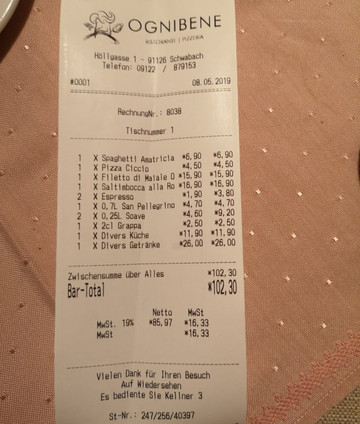 OGNIBENE
RISTORANTE | PIZZERIA
Höllgasse 1 - 91126 Schwabach
Telefon: 09122 / 879153
#0001 08.05.2019
RechnungNr.: 8038
Tischnummer 1
1 X Spaghetti Amatricia *6,90 *6,90
1 X Pizza Ciccio *4,50 *4,50
1 X Filetto di Maiale O *15,90 *15,90
1 X Saltimbocca alla Ro *16,90 *16,90
2 X Espresso *1,90 *3,80
1 X 0,7L San Pellegrino *4,70 *4,70
2 X 0,25L Soave *4,60 *9,20
1 X 2cl Grappa *2,50 *2,50
1 X Divers Küche *11,90 *11,90
1 X Divers Getränke *26,00 *26,00
Zwischensumme über Alles *102,30
Bar-Total *102,30
Netto MwSt
MwSt. 19% *85,97 *16,33
MwSt *16,33
Vielen Dank für Ihren Besuch
Auf Wiedersehen
Es bediente Sie Kellner 3
St-Nr.: 247/256/40397